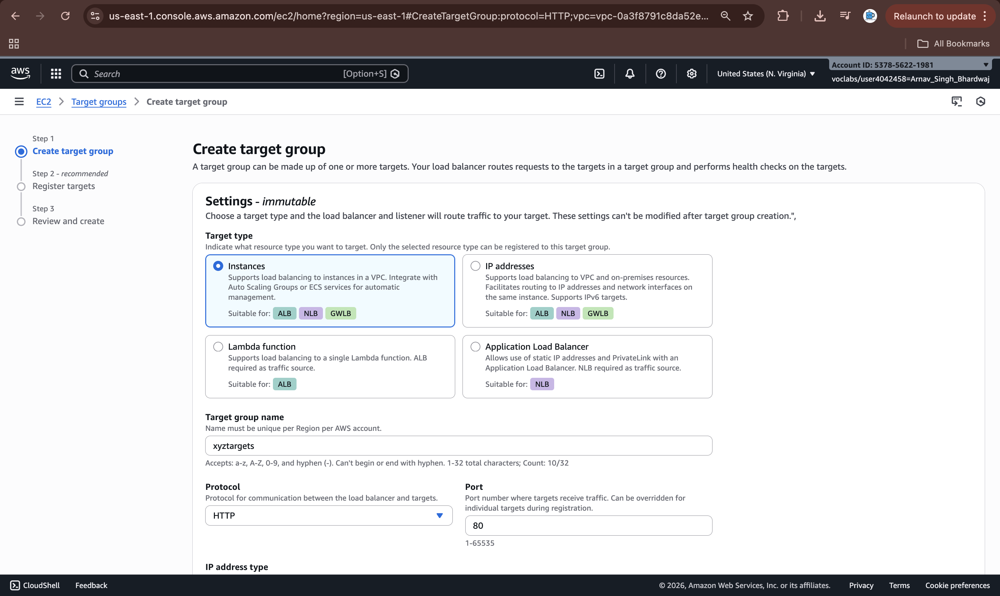 us-east-1.console.aws.amazon.com/ec2/home?region=us-east-1#CreateTargetGroup:protocol=HTTP;vpc=vpc-0a3f8791c8da52e...
Relaunch to update
All Bookmarks
aws
Search
[Option+S]
United States (N. Virginia)
Account ID: 5378-5622-1981
voclabs/user4042458=Arnav_Singh_Bhardwaj
EC2
Target groups
Create target group
Step 1
Create target group
Step 2 - recommended
Register targets
Step 3
Review and create
Create target group
A target group can be made up of one or more targets. Your load balancer routes requests to the targets in a target group and performs health checks on the targets.
Settings - immutable
Choose a target type and the load balancer and listener will route traffic to your target. These settings can't be modified after target group creation.",
Target type
Indicate what resource type you want to target. Only the selected resource type can be registered to this target group.
Instances
Supports load balancing to instances in a VPC. Integrate with
Auto Scaling Groups or ECS services for automatic
management.
Suitable for: ALB NLB GWLB
IP addresses
Supports load balancing to VPC and on-premises resources.
Facilitates routing to IP addresses and network interfaces on
the same instance. Supports IPv6 targets.
Suitable for: ALB NLB GWLB
Lambda function
Supports load balancing to a single Lambda function. ALB
required as traffic source.
Suitable for: ALB
Application Load Balancer
Allows use of static IP addresses and PrivateLink with an
Application Load Balancer. NLB required as traffic source.
Suitable for: NLB
Target group name
Name must be unique per Region per AWS account.
xyztargets
Accepts: a-z, A-Z, 0-9, and hyphen (-). Can't begin or end with hyphen. 1-32 total characters; Count: 10/32
Protocol
Protocol for communication between the load balancer and targets.
HTTP
Port
Port number where targets receive traffic. Can be overridden for
individual targets during registration.
80
1-65535
IP address type
CloudShell
Feedback
© 2026, Amazon Web Services, Inc. or its affiliates.
Privacy
Terms
Cookie preferences